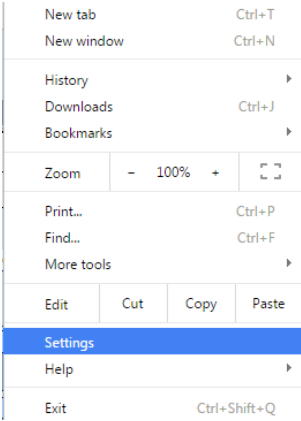 New tab Ctrl+T
New window Ctrl+N
History
Downloads Ctrl+J
Bookmarks
Zoom - 100% +
Print... Ctrl+P
Find... Ctrl+F
More tools
Edit Cut Copy Paste
Settings
Help
Exit Ctrl+Shift+Q